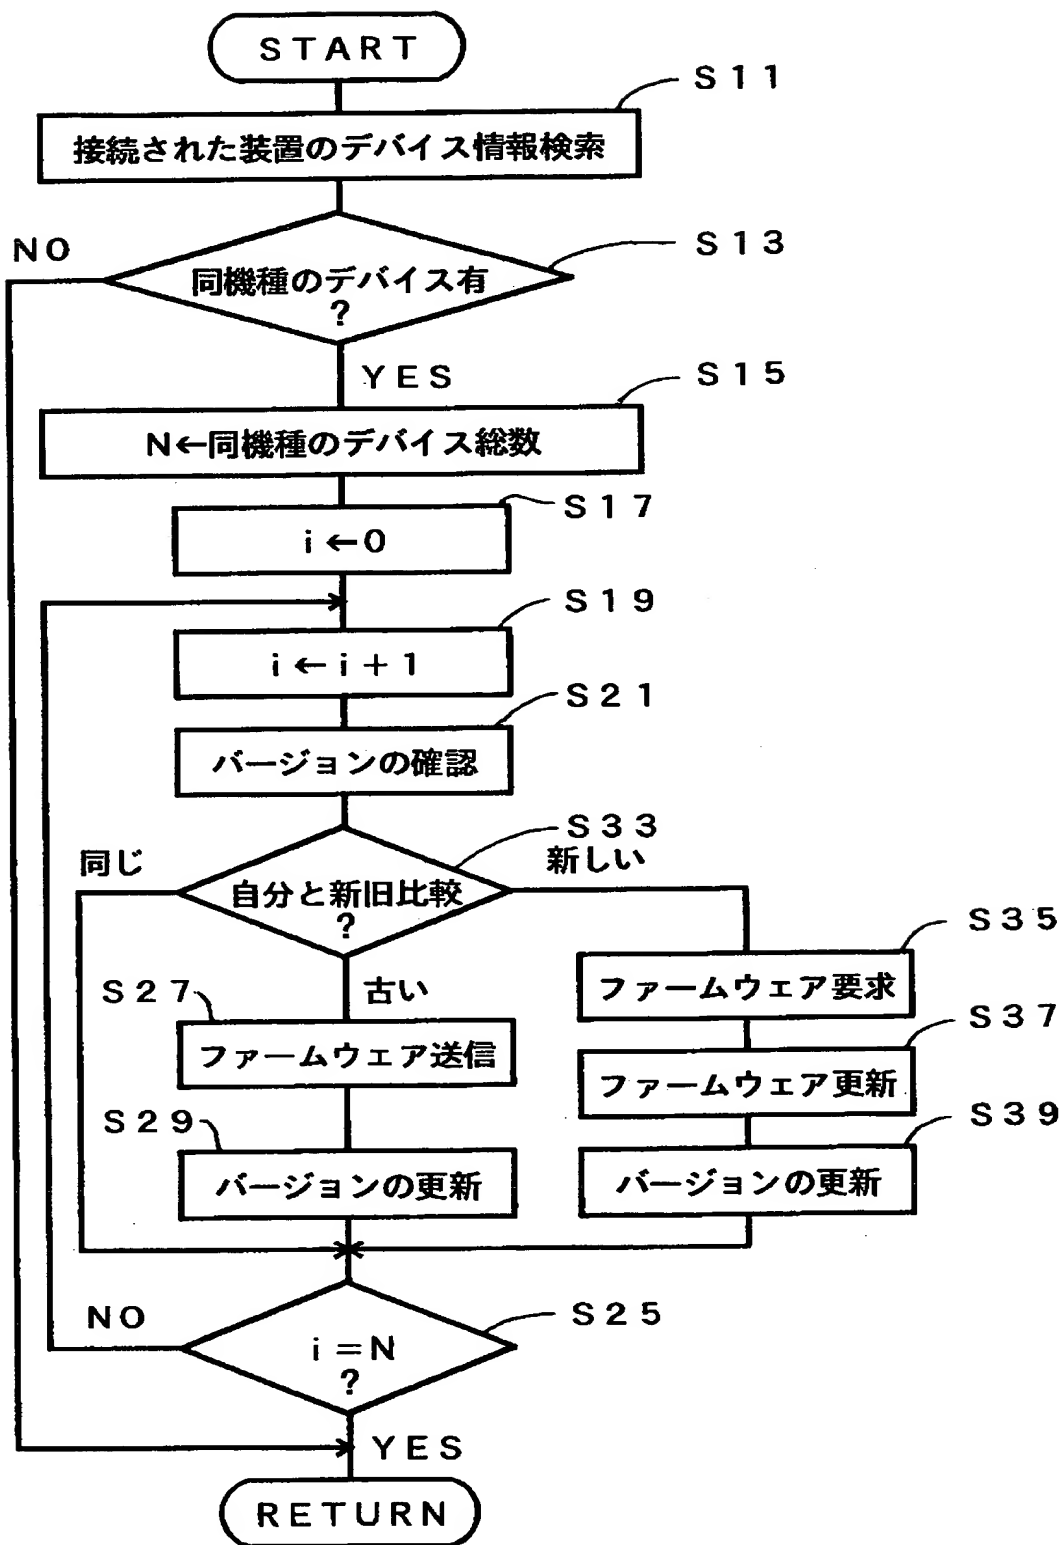 START
S11
接続された装置のデバイス情報検索
NO
S13
同機種のデバイス有
?
YES
S15
N←同機種のデバイス総数
S17
i←0
S19
i←i+1
S21
バージョンの確認
S33
同じ
新しい
自分と新旧比較
?
S35
古い
S27
ファームウェア要求
ファームウェア送信
S37
ファームウェア更新
S29
S39
バージョンの更新
バージョンの更新
NO
S25
i=N
?
YES
RETURN